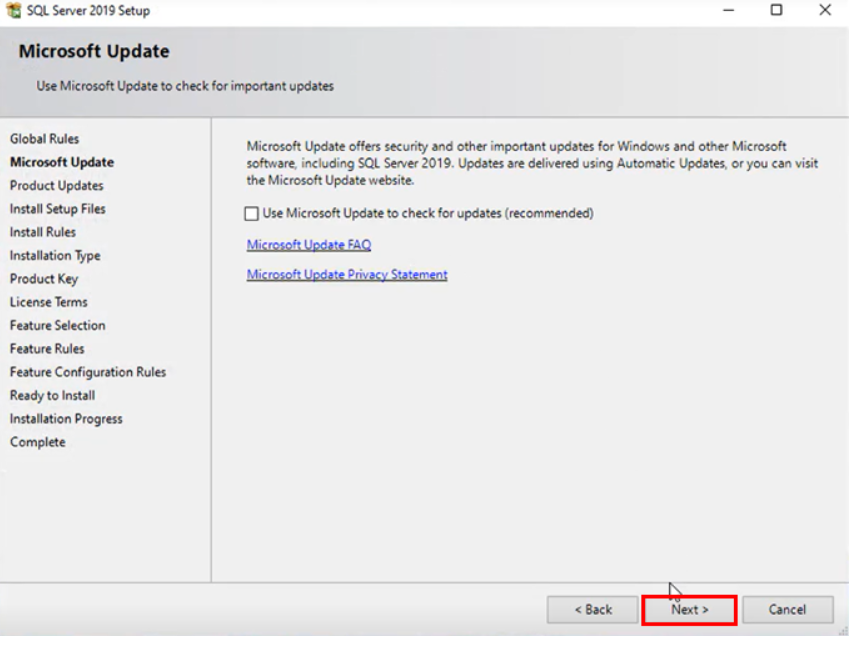 SQL Server 2019 Setup
Microsoft Update
Use Microsoft Update to check for important updates
Global Rules
Microsoft Update
Product Updates
Install Setup Files
Install Rules
Installation Type
Product Key
License Terms
Feature Selection
Feature Rules
Feature Configuration Rules
Ready to Install
Installation Progress
Complete
Microsoft Update offers security and other important updates for Windows and other Microsoft
software, including SQL Server 2019. Updates are delivered using Automatic Updates, or you can visit
the Microsoft Update website.
Use Microsoft Update to check for updates (recommended)
Microsoft Update FAQ
Microsoft Update Privacy Statement
< Back
Next >
Cancel